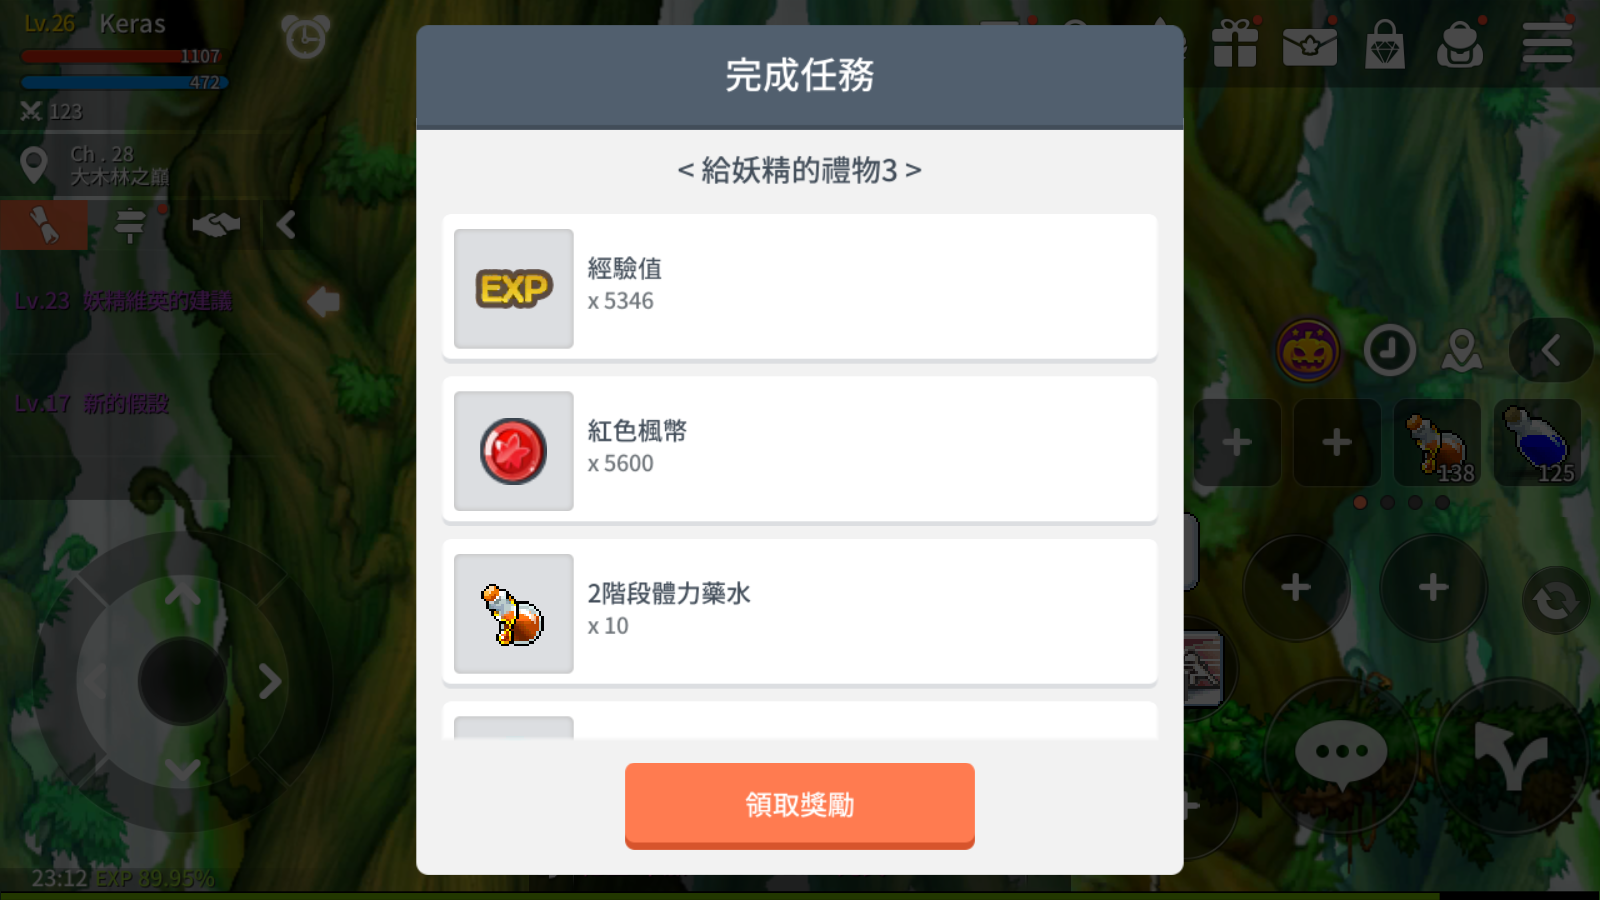 Lv.26 Keras
1107
472
123
Ch . 28
大木林之巔
Lv.23 妖精維英的建議
Lv.17 新的假設
完成任務
< 給妖精的禮物3 >
EXP
經驗值
x 5346
紅色楓幣
x 5600
2階段體力藥水
x 10
領取獎勵
138
125
23:12 EXP 89.95%